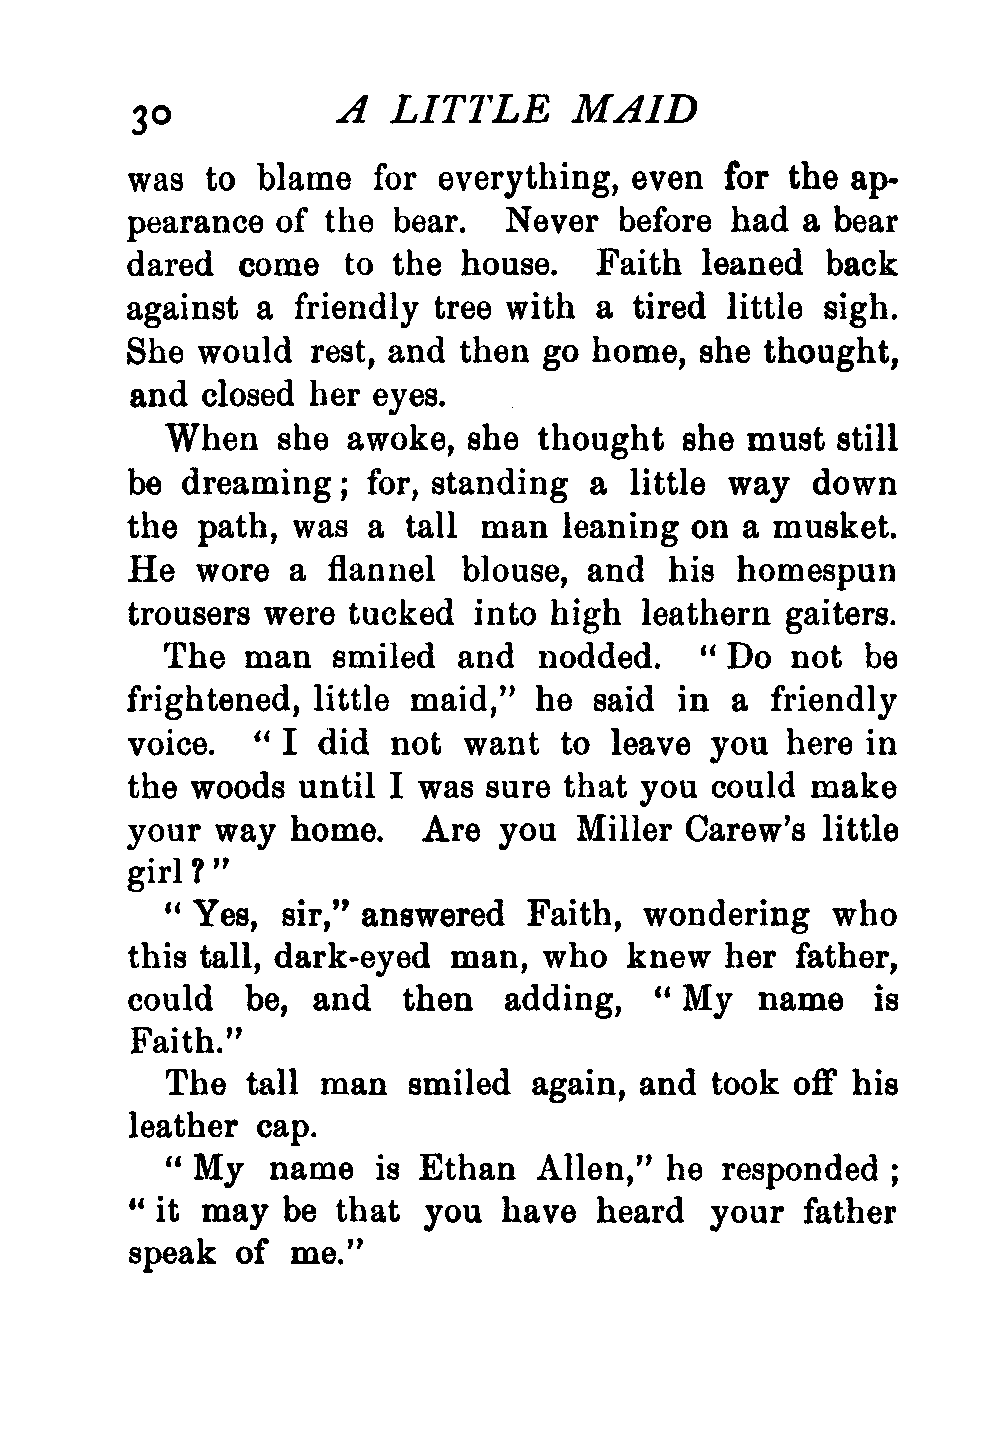 30 A LITTLE MAID
was to blame for everything, even for the ap-
pearance of the bear. Never before had a bear
dared come to the house. Faith leaned back
against a friendly tree with a tired little sigh.
She would rest, and then go home, she thought,
and closed her eyes.
When she awoke, she thought she must still
be dreaming; for, standing a little way down
the path, was a tall man leaning on a musket.
He wore a flannel blouse, and his homespun
trousers were tucked into high leathern gaiters.
The man smiled and nodded. "Do not be
frightened, little maid," he said in a friendly
voice. "I did not want to leave you here in
the woods until I was sure that you could make
your way home. Are you Miller Carew's little
girl?"
"Yes, sir," answered Faith, wondering who
this tall, dark-eyed man, who knew her father,
could be, and then adding, "My name is
Faith."
The tall man smiled again, and took off his
leather cap.
"My name is Ethan Allen," he responded;
"it may be that you have heard your father
speak of me."